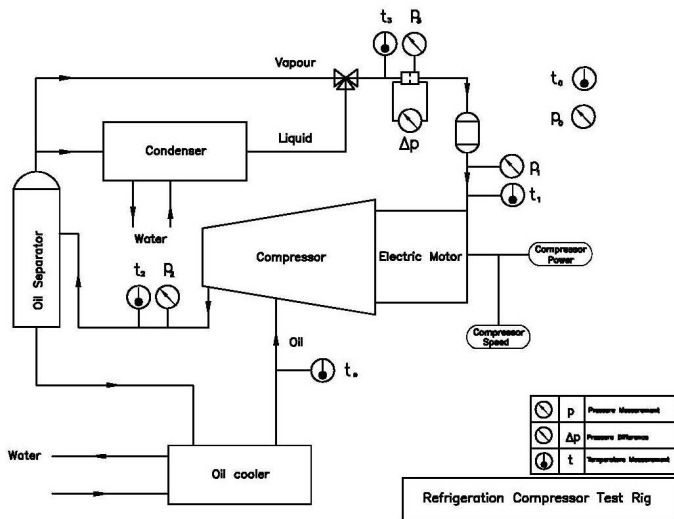 t₃
P₃
Vapour
t₀
p₀
Condenser
Liquid
Δp
P₁
t₁
Water
Oil Separator
Compressor
Electric Motor
Compressor
Power
t₂
P₂
Compressor
Speed
Oil
Water
Oil cooler
p
Pressure Measurement
Δp
Pressure Difference
t
Temperature Measurement
Refrigeration Compressor Test Rig